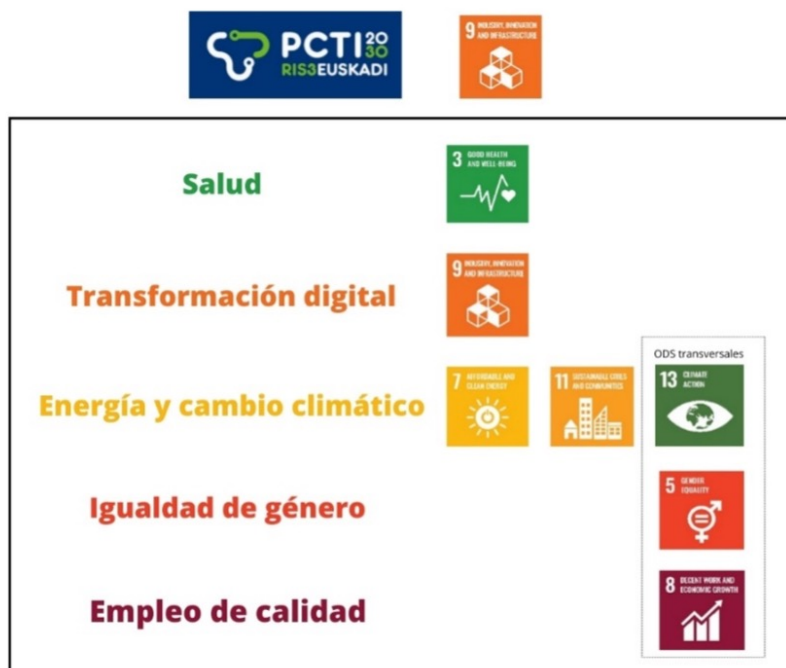 PCTI 20
30
RIS3EUSKADI
9 INDUSTRY, INNOVATION
AND INFRASTRUCTURE
Salud
3 GOOD HEALTH
AND WELL-BEING
Transformación digital
9 INDUSTRY, INNOVATION
AND INFRASTRUCTURE
ODS transversales
Energía y cambio climático
7 AFFORDABLE AND
CLEAN ENERGY
11 SUSTAINABLE CITIES
AND COMMUNITIES
13 CLIMATE
ACTION
Igualdad de género
5 GENDER
EQUALITY
Empleo de calidad
8 DECENT WORK AND
ECONOMIC GROWTH